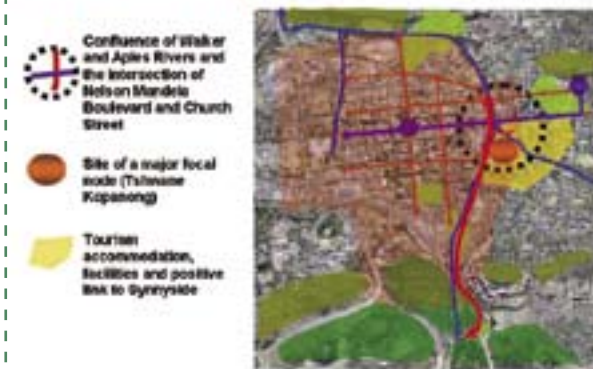 Confluence of Walker
and Apies Rivers and
the intersection of
Nelson Mandela
Boulevard and Church
Street
Site of a major focal
node (Tshwane
Kopanong)
Tourism
accommodation,
facilities and positive
link to Sunnyside